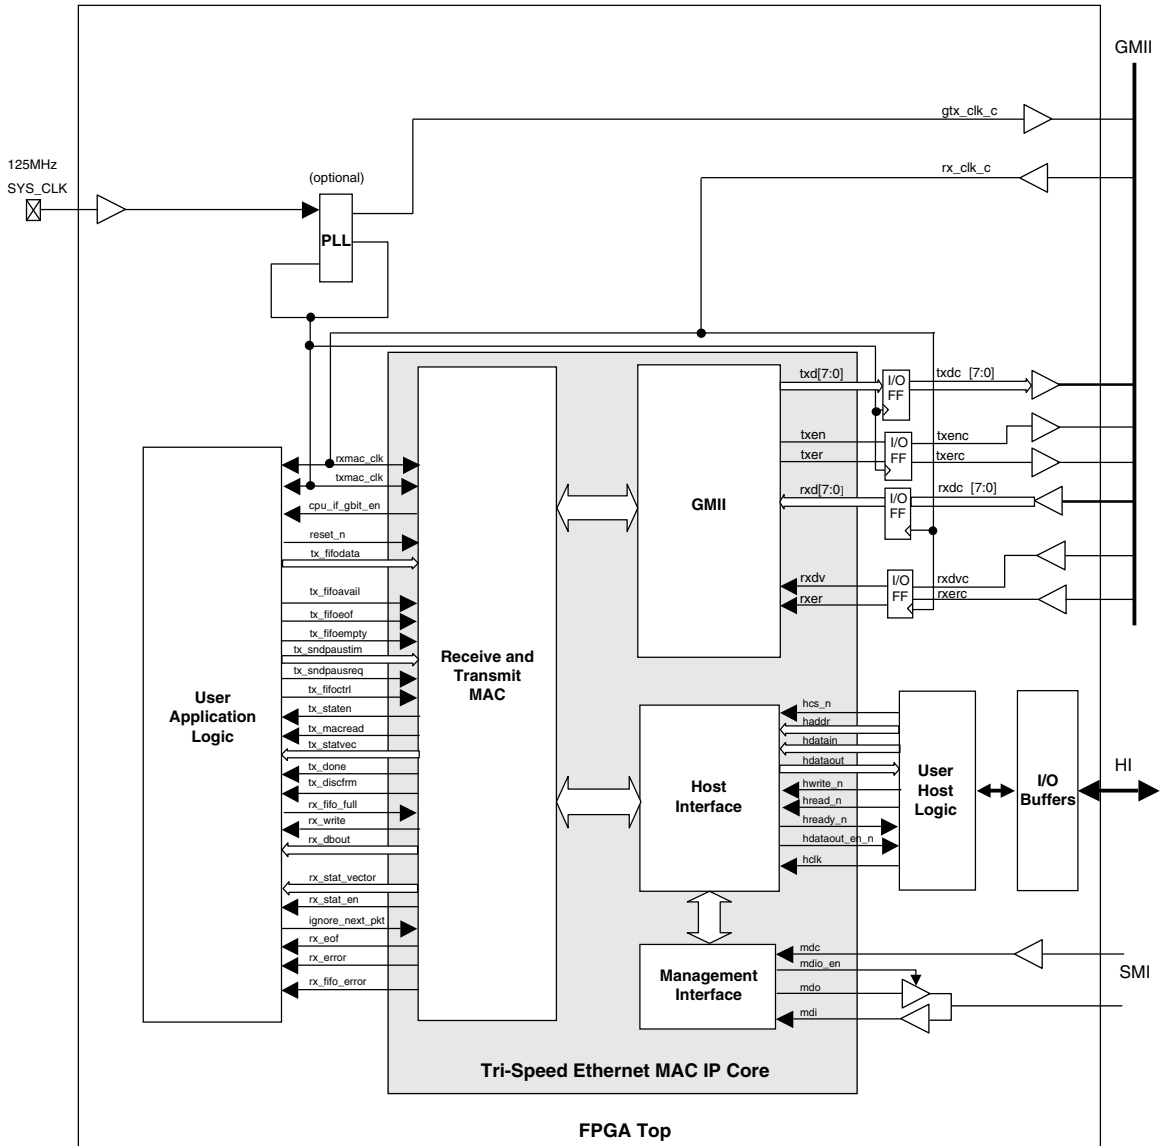 GMII
gtx_clk_c
125MHz
SYS_CLK
(optional)
rx_clk_c
PLL
txd[7:0]
I/O
FF
txdc [7:0]
txen
txer
I/O
FF
txenc
txerc
rxd[7:0]
I/O
FF
rxdc [7:0]
GMII
rxdv
rxer
I/O
FF
rxdvc
rxerc
rxmac_clk
txmac_clk
cpu_if_gbit_en
reset_n
tx_fifodata
tx_fifoavail
tx_fifoeof
tx_fifoempty
tx_sndpaustim
tx_sndpausreq
tx_fifoctrl
tx_staten
tx_macread
tx_statvec
tx_done
tx_discfrm
rx_fifo_full
rx_write
rx_dbout
rx_stat_vector
rx_stat_en
ignore_next_pkt
rx_eof
rx_error
rx_fifo_error
User
Application
Logic
Receive and
Transmit
MAC
Host
Interface
hcs_n
haddr
hdatain
hdataout
hwrite_n
hread_n
hready_n
hdataout_en_n
hclk
User
Host
Logic
I/O
Buffers
HI
Management
Interface
mdc
mdio_en
mdo
mdi
SMI
Tri-Speed Ethernet MAC IP Core
FPGA Top